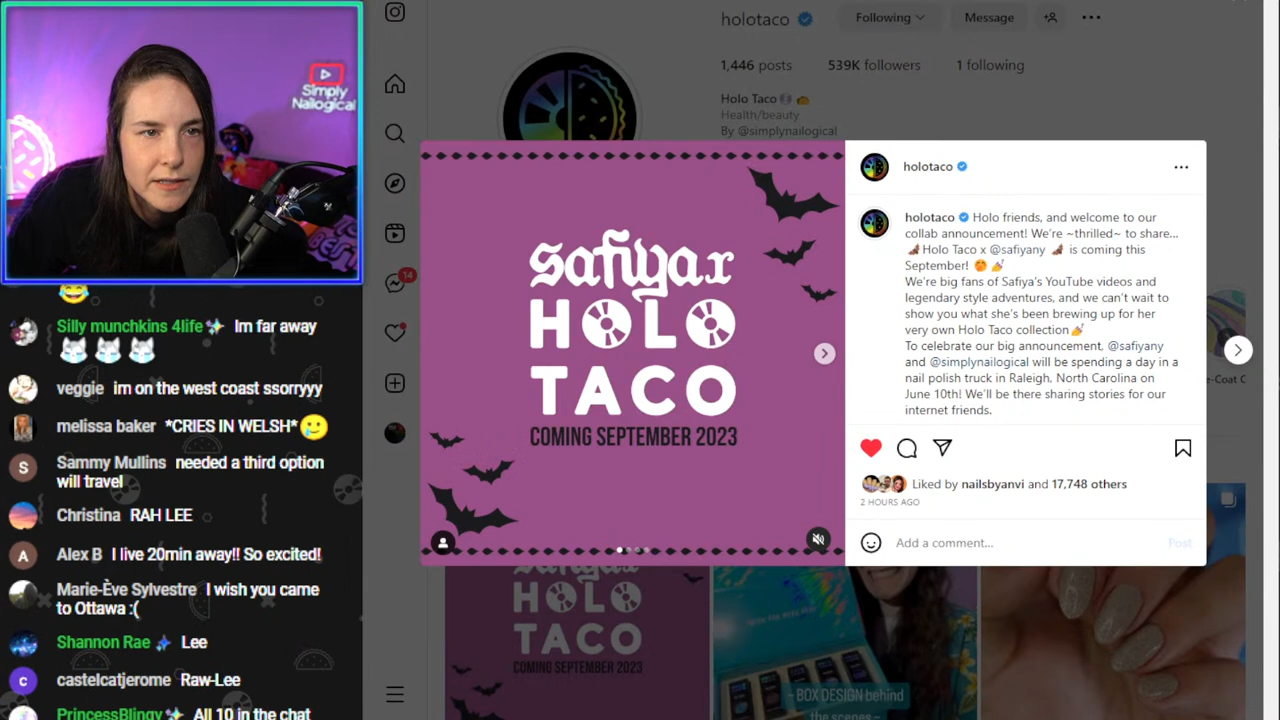 Simply
Nailogical
😂
Silly munchkins 4life✨ Im far away
😿 😿 😿
veggie im on the west coast ssorryyy
melissa baker *CRIES IN WELSH*🥲
Sammy Mullins needed a third option
will travel
Christina RAH LEE
Alex B I live 20min away!! So excited!
Marie-Ève Sylvestre I wish you came
to Ottawa :(
Shannon Rae Lee
castelcatjerome Raw-Lee
PrincessBlingy✨ All 10 in the chat
14
holotaco
Following
Message
1,446 posts 539K followers 1 following
Holo Taco
Health/beauty
By @simplynailogical
safiya x
HOLO
TACO
COMING SEPTEMBER 2023
holotaco
holotaco Holo friends, and welcome to our
collab announcement! We're ~thrilled~ to share...
Holo Taco x @safiyany is coming this
September! 🤭 💅
We're big fans of Safiya's YouTube videos and
legendary style adventures, and we can't wait to
show you what she's been brewing up for her
very own Holo Taco collection💅
To celebrate our big announcement, @safiyany
and @simplynailogical will be spending a day in a
nail polish truck in Raleigh, North Carolina on
June 10th! We'll be there sharing stories for our
internet friends.
Liked by nailsbyanvi and 17,748 others
2 HOURS AGO
Add a comment...
Post
HOLO
TACO
COMING SEPTEMBER 2023
~ BOX DESIGN behind
the scenes ~